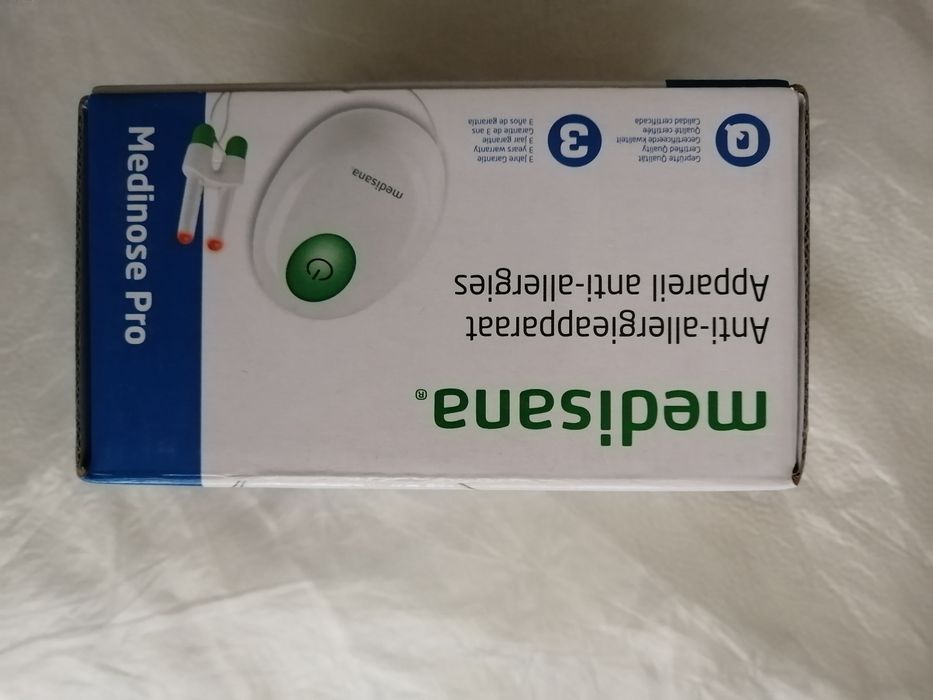 medisana®
Anti-allergieapparaat
Appareil anti-allergies
Geprüfte Qualität
Certified Quality
Gecertificeerde kwaliteit
Qualité certifiée
Calidad certificada
Q
3 Jahre Garantie
3 years warranty
3 jaar garantie
Garantie de 3 ans
3 años de garantía
3
medisana
Medinose Pro